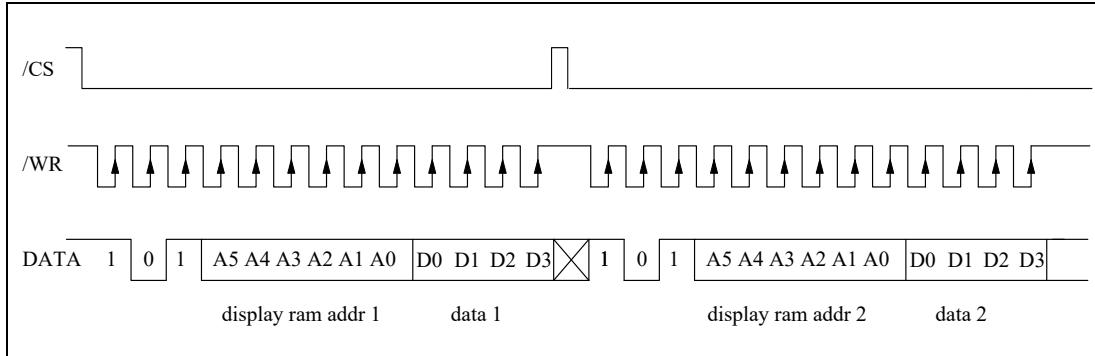 /CS
/WR
DATA 1 0 1 A5 A4 A3 A2 A1 A0 D0 D1 D2 D3 1 0 1 A5 A4 A3 A2 A1 A0 D0 D1 D2 D3
display ram addr 1 data 1 display ram addr 2 data 2